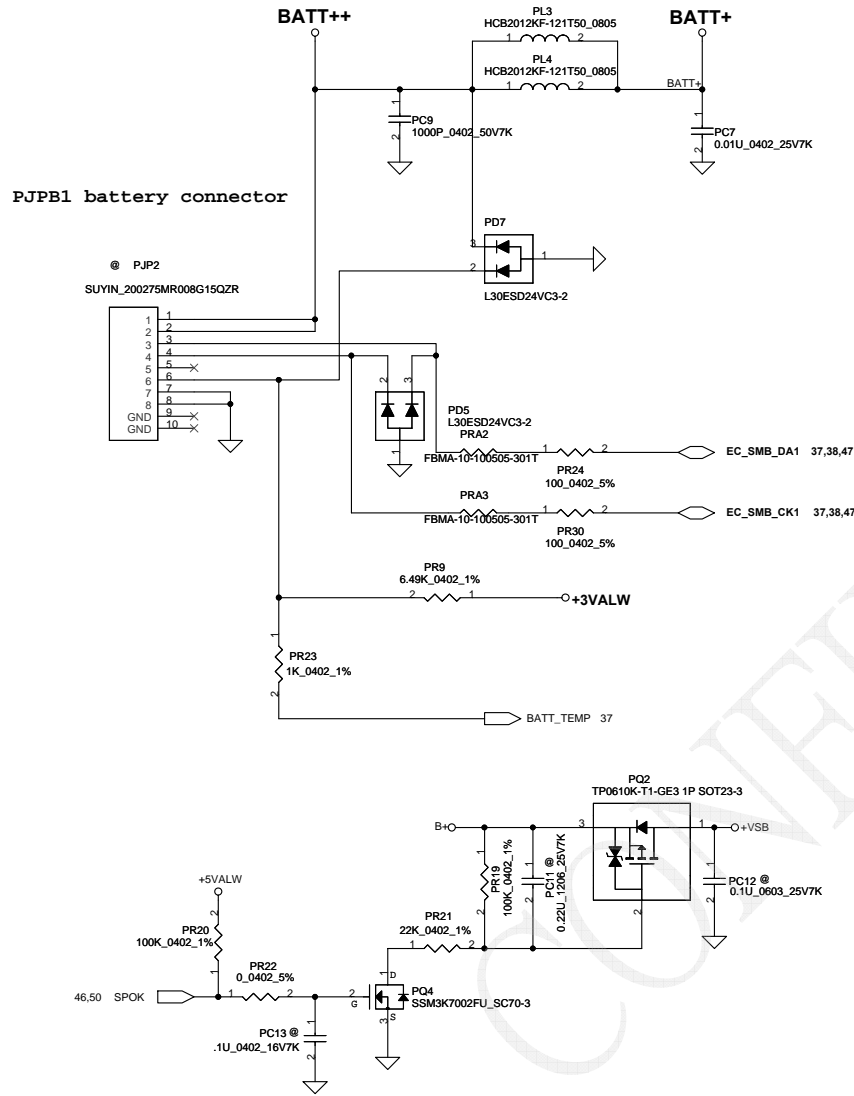 BATT++
BATT+
PL3
HCB2012KF-121T50_0805
1 2
PL4
HCB2012KF-121T50_0805
1 2
BATT+
1
PC9
1000P_0402_50V7K
2
1
PC7
0.01U_0402_25V7K
2
PJPB1 battery connector
PD7
3
2
1
L30ESD24VC3-2
@ PJP2
SUYIN_200275MR008G15QZR
1 1
2 2
3 3
4 4
5 5
6 6
7 7
8 8
GND 9
GND 10
2 3
PD5
L30ESD24VC3-2
1
PRA2
FBMA-10-100505-301T
1 2
PR24
100_0402_5%
EC_SMB_DA1 37,38,47
PRA3
FBMA-10-100505-301T
1 2
PR30
100_0402_5%
EC_SMB_CK1 37,38,47
PR9
6.49K_0402_1%
2 1
+3VALW
1
PR23
1K_0402_1%
2
BATT_TEMP 37
PQ2
TP0610K-T1-GE3 1P SOT23-3
B+
3 1
+VSB
1
PR19
100K_0402_1%
2
1
PC11 @
0.22U_1206_25V7K
2
2
1
PC12 @
0.1U_0603_25V7K
2
+5VALW
2
PR20
100K_0402_1%
1
PR21
22K_0402_1%
1 2
PR22
0_0402_5%
46,50 SPOK
1 2
1 D
2 G
3 S
PQ4
SSM3K7002FU_SC70-3
1
PC13 @
.1U_0402_16V7K
2